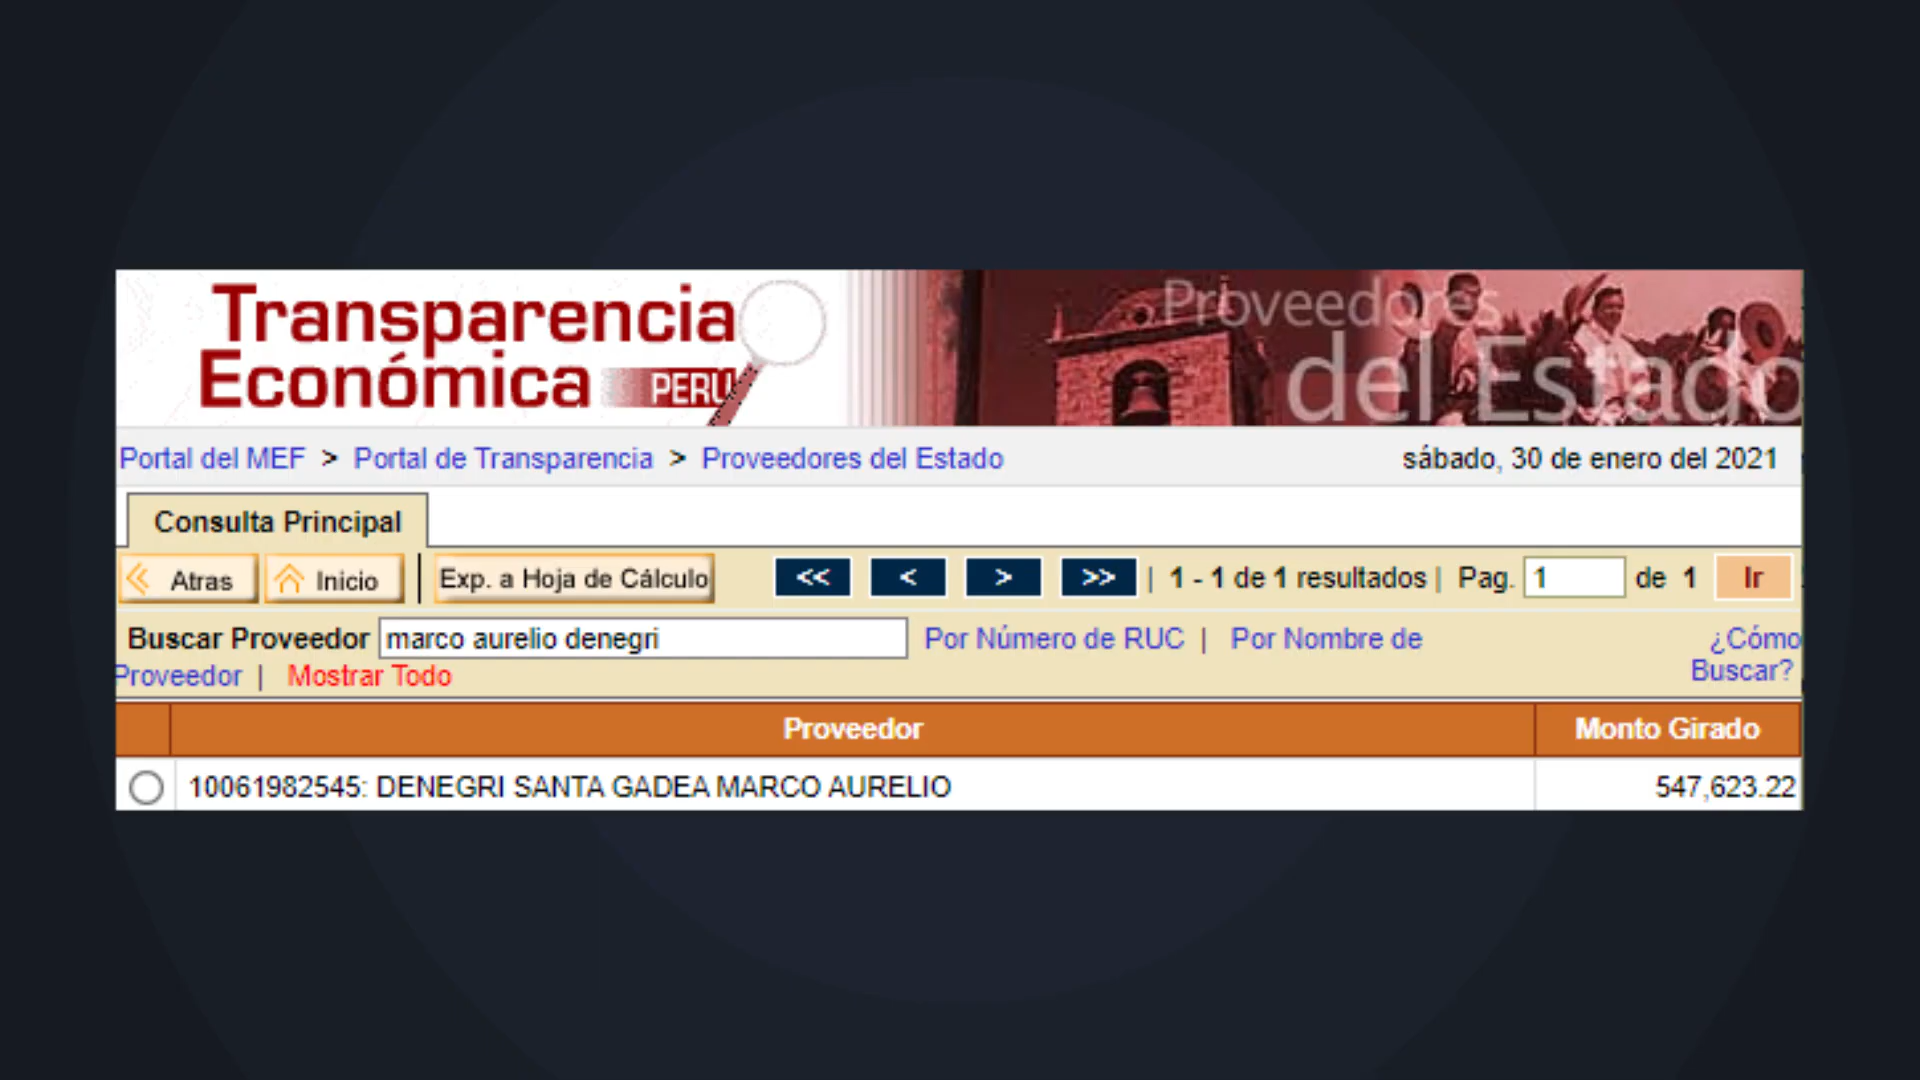 Transparencia
Económica PERU
Proveedores
del Estado
Portal del MEF > Portal de Transparencia > Proveedores del Estado
sábado, 30 de enero del 2021
Consulta Principal
Atras Inicio Exp. a Hoja de Cálculo << < > >> | 1 - 1 de 1 resultados | Pag. 1 de 1 Ir
Buscar Proveedor marco aurelio denegri Por Número de RUC | Por Nombre de
Proveedor | Mostrar Todo
¿Cómo
Buscar?
Proveedor Monto Girado
10061982545: DENEGRI SANTA GADEA MARCO AURELIO 547,623.22